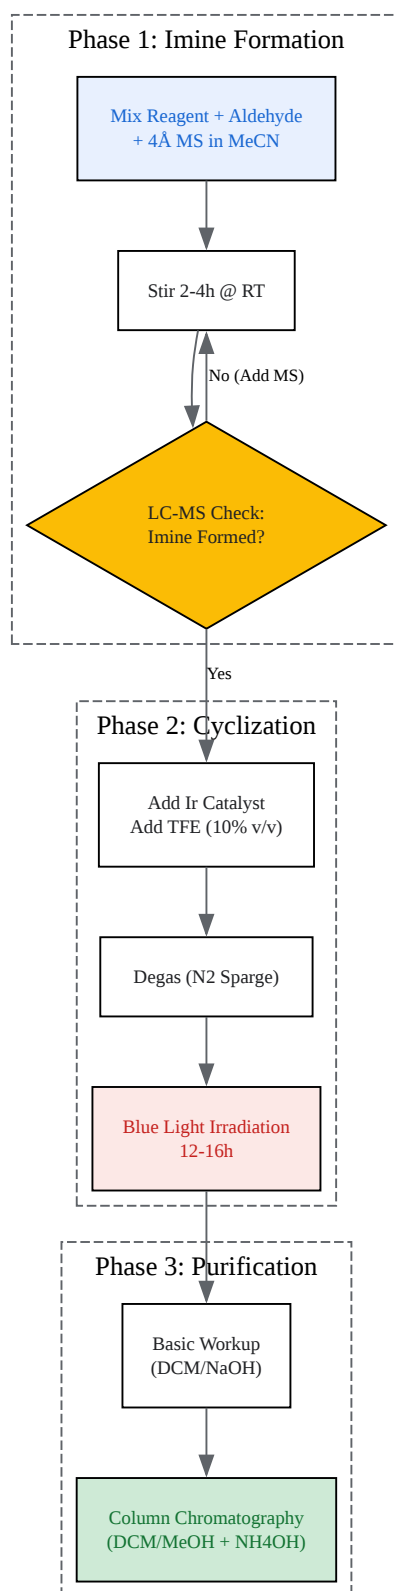 Phase 1: Imine Formation
Mix Reagent + Aldehyde
+ 4Å MS in MeCN
Stir 2-4h @ RT
No (Add MS)
LC-MS Check:
Imine Formed?
Yes
Phase 2: Cyclization
Add Ir Catalyst
Add TFE (10% v/v)
Degas (N2 Sparge)
Blue Light Irradiation
12-16h
Phase 3: Purification
Basic Workup
(DCM/NaOH)
Column Chromatography
(DCM/MeOH + NH4OH)